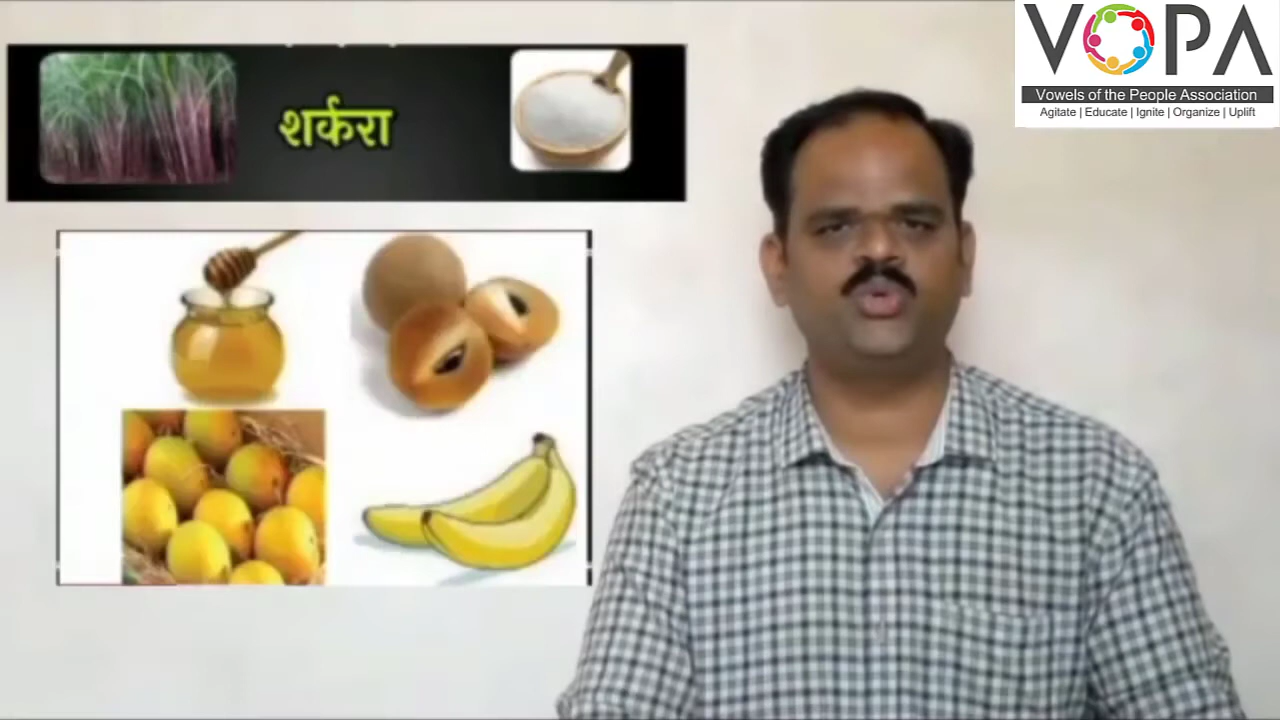 शर्करा
VOPA
Vowels of the People Association
Agitate | Educate | Ignite | Organize | Uplift